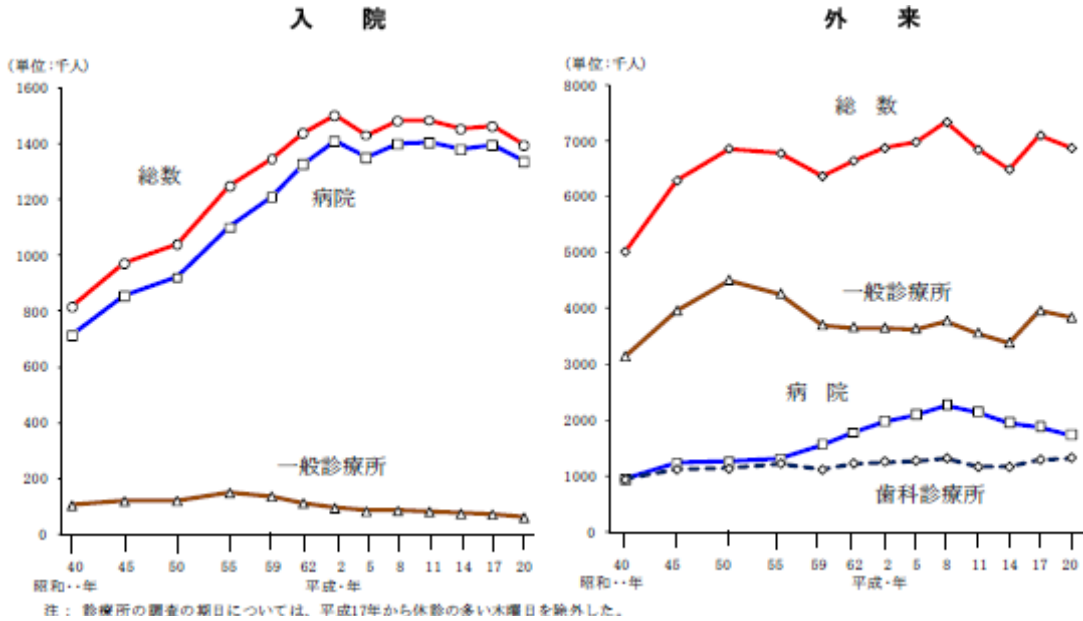 入　院
(単位：千人)
1600
1400
1200
1000
800
600
400
200
0
総数
病院
一般診療所
40 45 50 55 59 62 2 5 8 11 14 17 20
昭和・・年 平成・年
外　来
(単位：千人)
8000
7000
6000
5000
4000
3000
2000
1000
0
総　数
一般診療所
病　院
歯科診療所
40 45 50 55 59 62 2 5 8 11 14 17 20
昭和・・年 平成・年
注： 診療所の調査の期日については、平成17年から休診の多い木曜日を除外した。